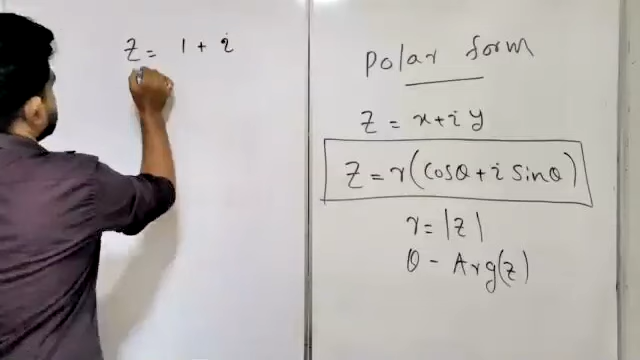 z = 1 + i
Polar form
z = x+iy
z = r(cosθ + i sinθ)
r = |z|
θ - Arg(z)